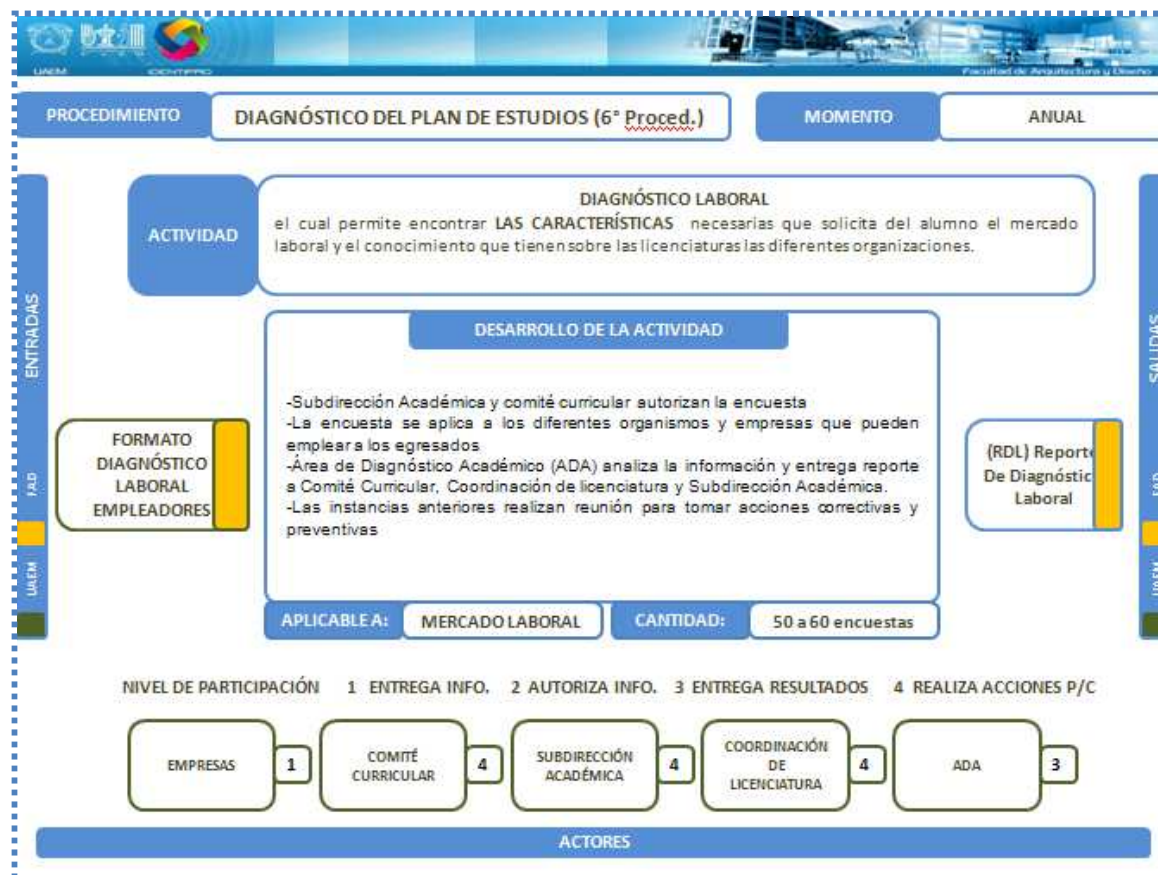 UAEM
IDENTIPRO
Facultad de Arquitectura y Diseño
PROCEDIMIENTO
DIAGNÓSTICO DEL PLAN DE ESTUDIOS (6° Proced.)
MOMENTO
ANUAL
ENTRADAS
FAD
UAEM
ACTIVIDAD
DIAGNÓSTICO LABORAL
el cual permite encontrar LAS CARACTERÍSTICAS necesarias que solicita del alumno el mercado
laboral y el conocimiento que tienen sobre las licenciaturas las diferentes organizaciones.
SALIDAS
FAD
UAEM
DESARROLLO DE LA ACTIVIDAD
-Subdirección Académica y comité curricular autorizan la encuesta
-La encuesta se aplica a los diferentes organismos y empresas que pueden
emplear a los egresados
-Área de Diagnóstico Académico (ADA) analiza la información y entrega reporte
a Comité Curricular, Coordinación de licenciatura y Subdirección Académica.
-Las instancias anteriores realizan reunión para tomar acciones correctivas y
preventivas
FORMATO
DIAGNÓSTICO
LABORAL
EMPLEADORES
(RDL) Reporte
De Diagnóstic
Laboral
APLICABLE A:
MERCADO LABORAL
CANTIDAD:
50 a 60 encuestas
NIVEL DE PARTICIPACIÓN 1 ENTREGA INFO. 2 AUTORIZA INFO. 3 ENTREGA RESULTADOS 4 REALIZA ACCIONES P/C
EMPRESAS
1
COMITÉ
CURRICULAR
4
SUBDIRECCIÓN
ACADÉMICA
4
COORDINACIÓN
DE
LICENCIATURA
4
ADA
3
ACTORES